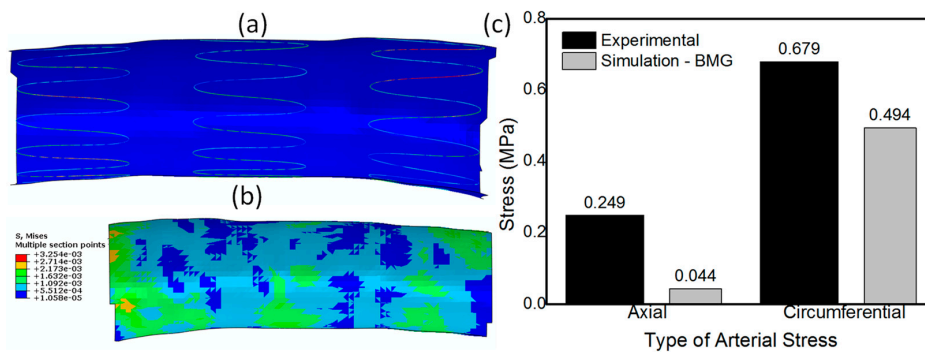 (a)
(b)
S, Mises
Multiple section points
+3.254e-03
+2.714e-03
+2.173e-03
+1.632e-03
+1.092e-03
+5.512e-04
+1.058e-05
(c)
0.8
0.6
0.4
0.2
0.0
Stress (MPa)
Experimental
Simulation - BMG
0.249
0.044
0.679
0.494
Axial
Circumferential
Type of Arterial Stress